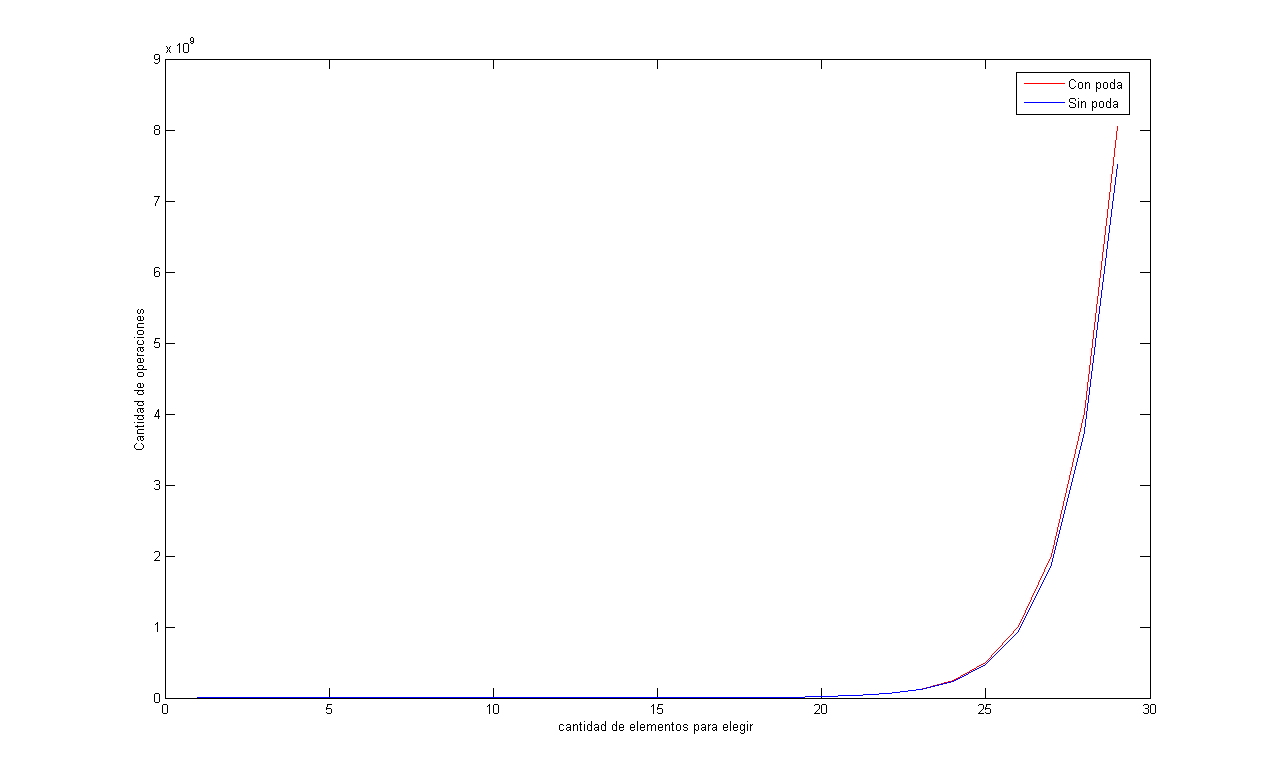 x 10^9
9
8
7
6
5
4
3
2
1
0
Cantidad de operaciones
Con poda
Sin poda
0 5 10 15 20 25 30
cantidad de elementos para elegir